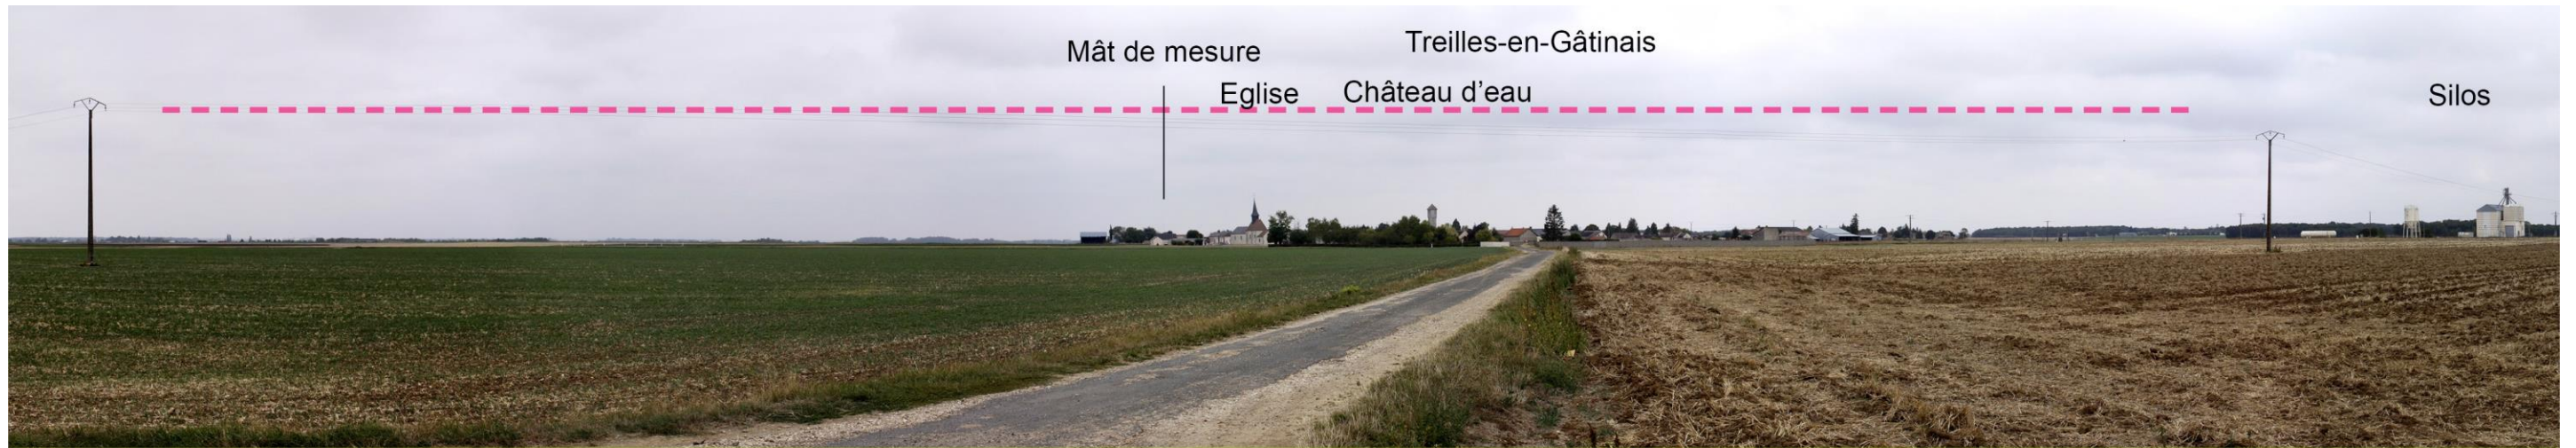 Treilles-en-Gâtinais
Mât de mesure
Eglise
Château d'eau
Silos